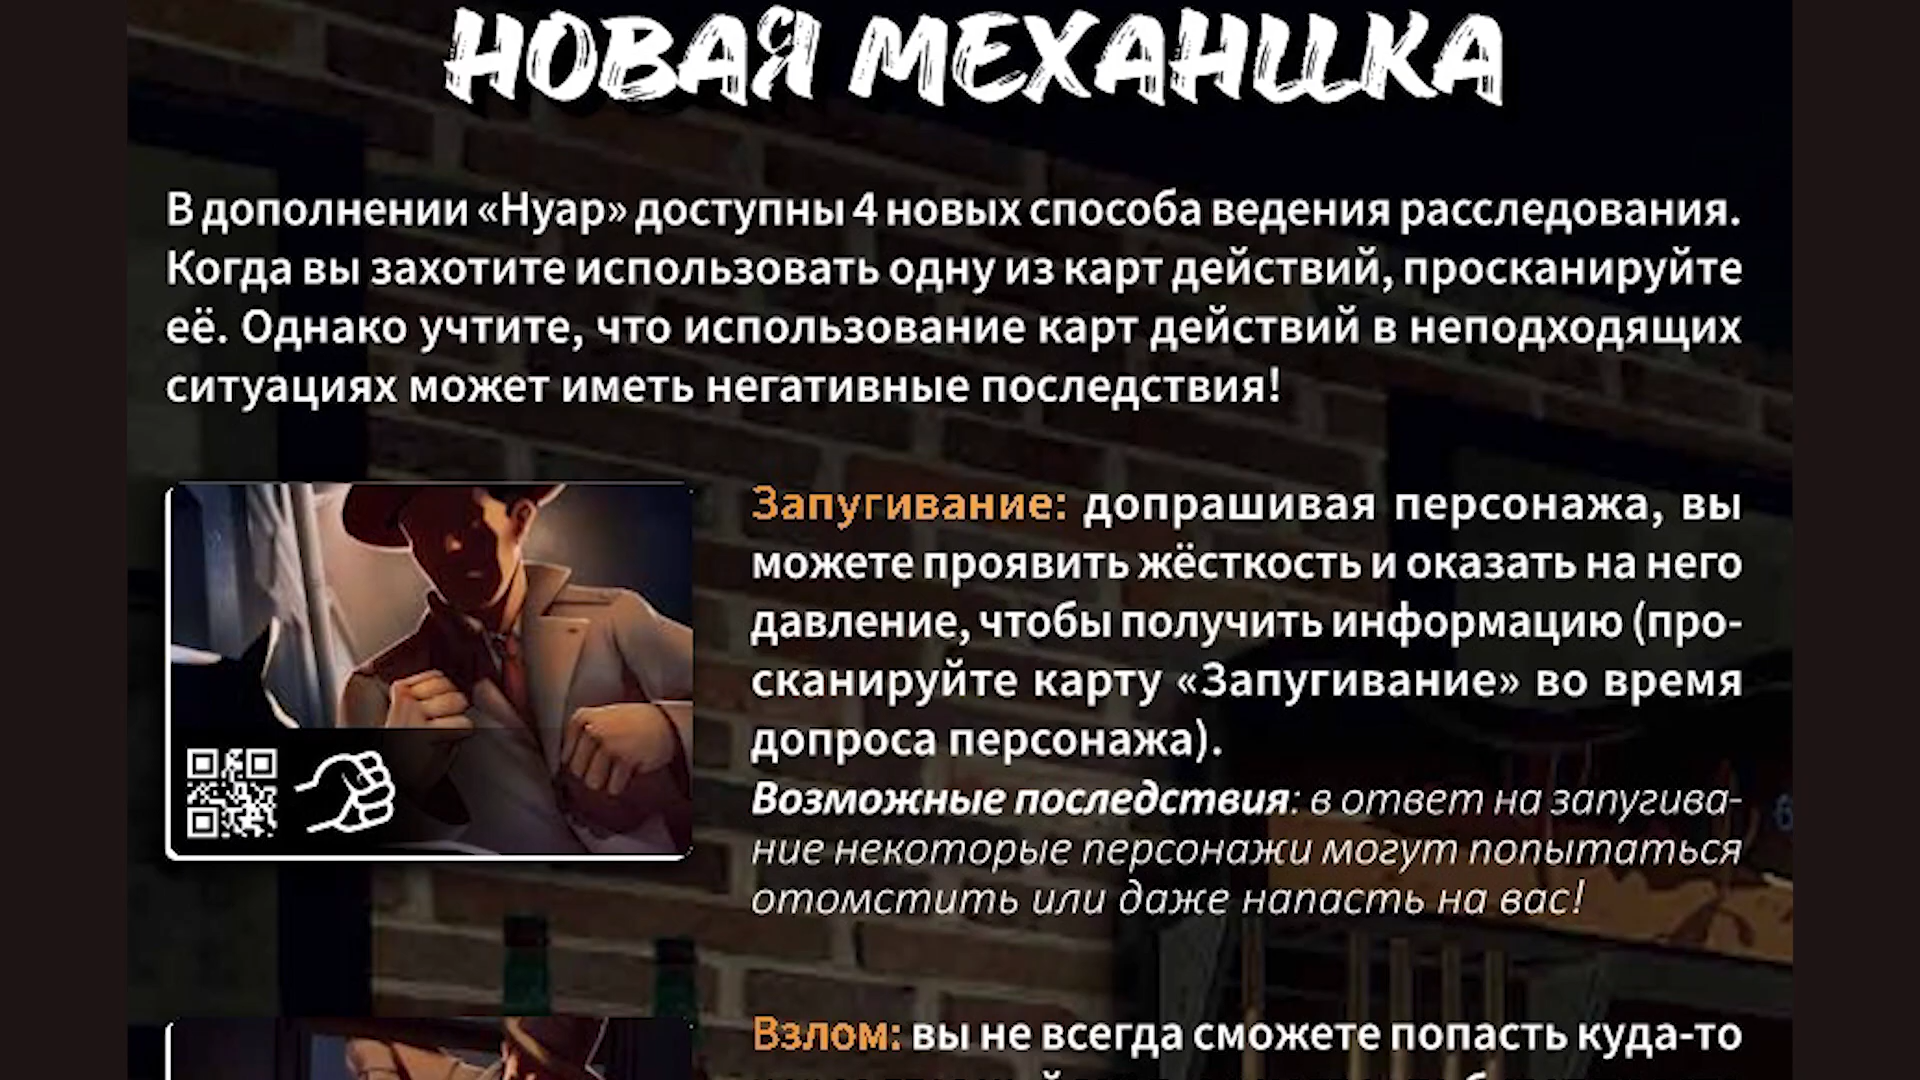 НОВАЯ МЕХАНИКА
В дополнении «Нуар» доступны 4 новых способа ведения расследования.
Когда вы захотите использовать одну из карт действий, просканируйте
её. Однако учтите, что использование карт действий в неподходящих
ситуациях может иметь негативные последствия!
Запугивание: допрашивая персонажа, вы
можете проявить жёсткость и оказать на него
давление, чтобы получить информацию (про-
сканируйте карту «Запугивание» во время
допроса персонажа).
Возможные последствия: в ответ на запугива-
ние некоторые персонажи могут попытаться
отомстить или даже напасть на вас!
Взлом: вы не всегда сможете попасть куда-то